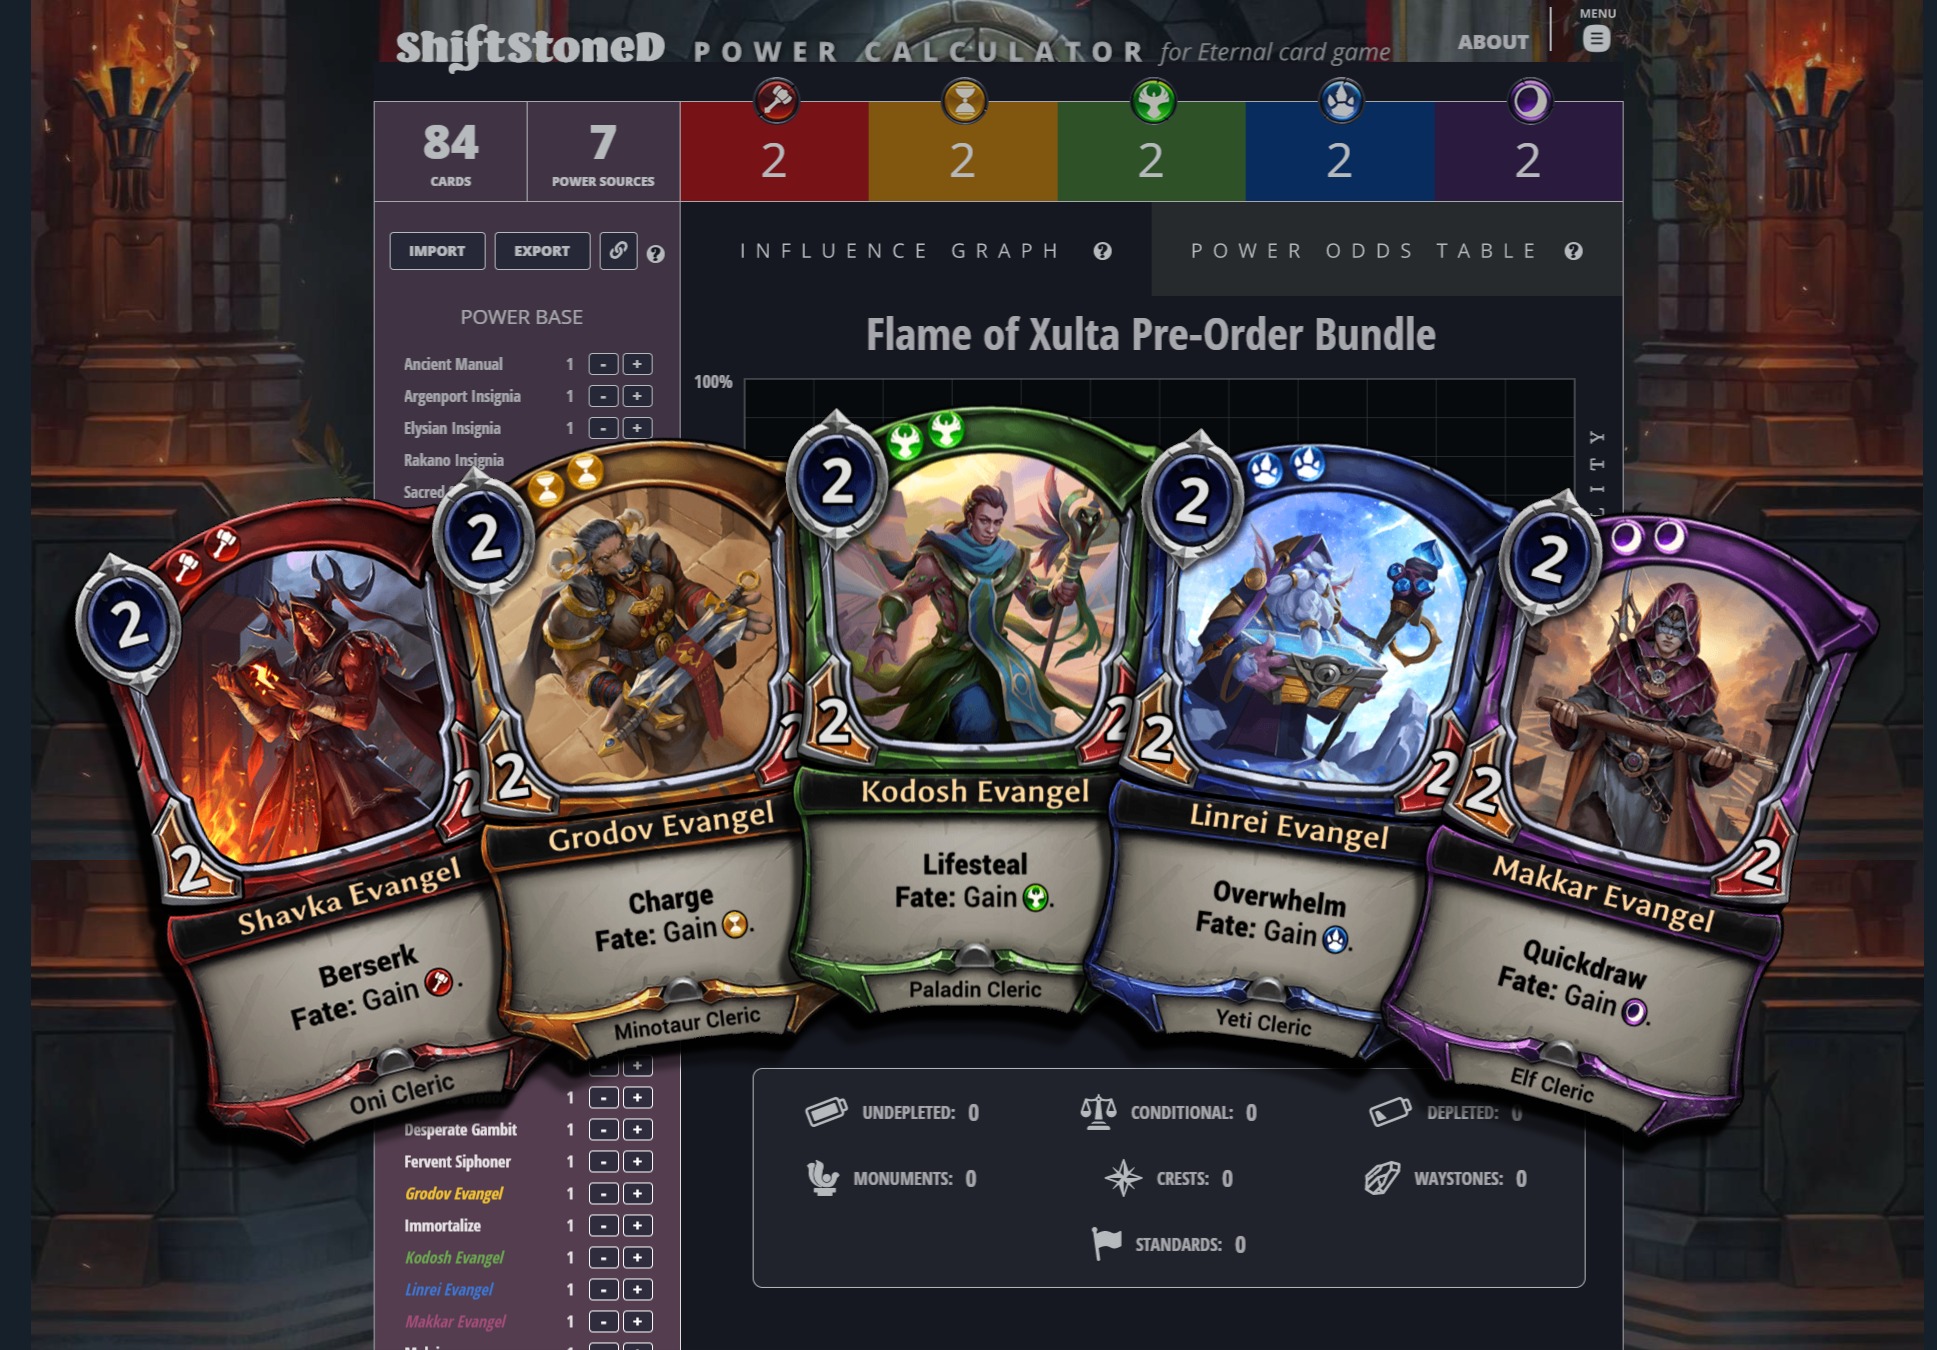 ShiftStoneD POWER CALCULATOR for Eternal card game
ABOUT
MENU
84
CARDS
7
POWER SOURCES
2
2
2
2
2
IMPORT
EXPORT
INFLUENCE GRAPH ?
POWER ODDS TABLE ?
POWER BASE
Flame of Xulta Pre-Order Bundle
100%
Ancient Manual 1 - +
Argenport Insignia 1 - +
Elysian Insignia 1 - +
Rakano Insignia
Sacred
2
2
2
Shavka Evangel
Berserk
Fate: Gain .
Oni Cleric
2
2
2
Grodov Evangel
Charge
Fate: Gain .
Minotaur Cleric
2
2
2
Kodosh Evangel
Lifesteal
Fate: Gain .
Paladin Cleric
2
2
2
Linrei Evangel
Overwhelm
Fate: Gain .
Yeti Cleric
2
2
2
Makkar Evangel
Quickdraw
Fate: Gain .
Elf Cleric
- +
1 - +
Desperate Gambit 1 - +
Fervent Siphoner 1 - +
Grodov Evangel 1 - +
Immortalize 1 - +
Kodosh Evangel 1 - +
Linrei Evangel 1 - +
Makkar Evangel 1 - +
UNDEPLETED: 0
CONDITIONAL: 0
DEPLETED: 0
MONUMENTS: 0
CRESTS: 0
WAYSTONES: 0
STANDARDS: 0